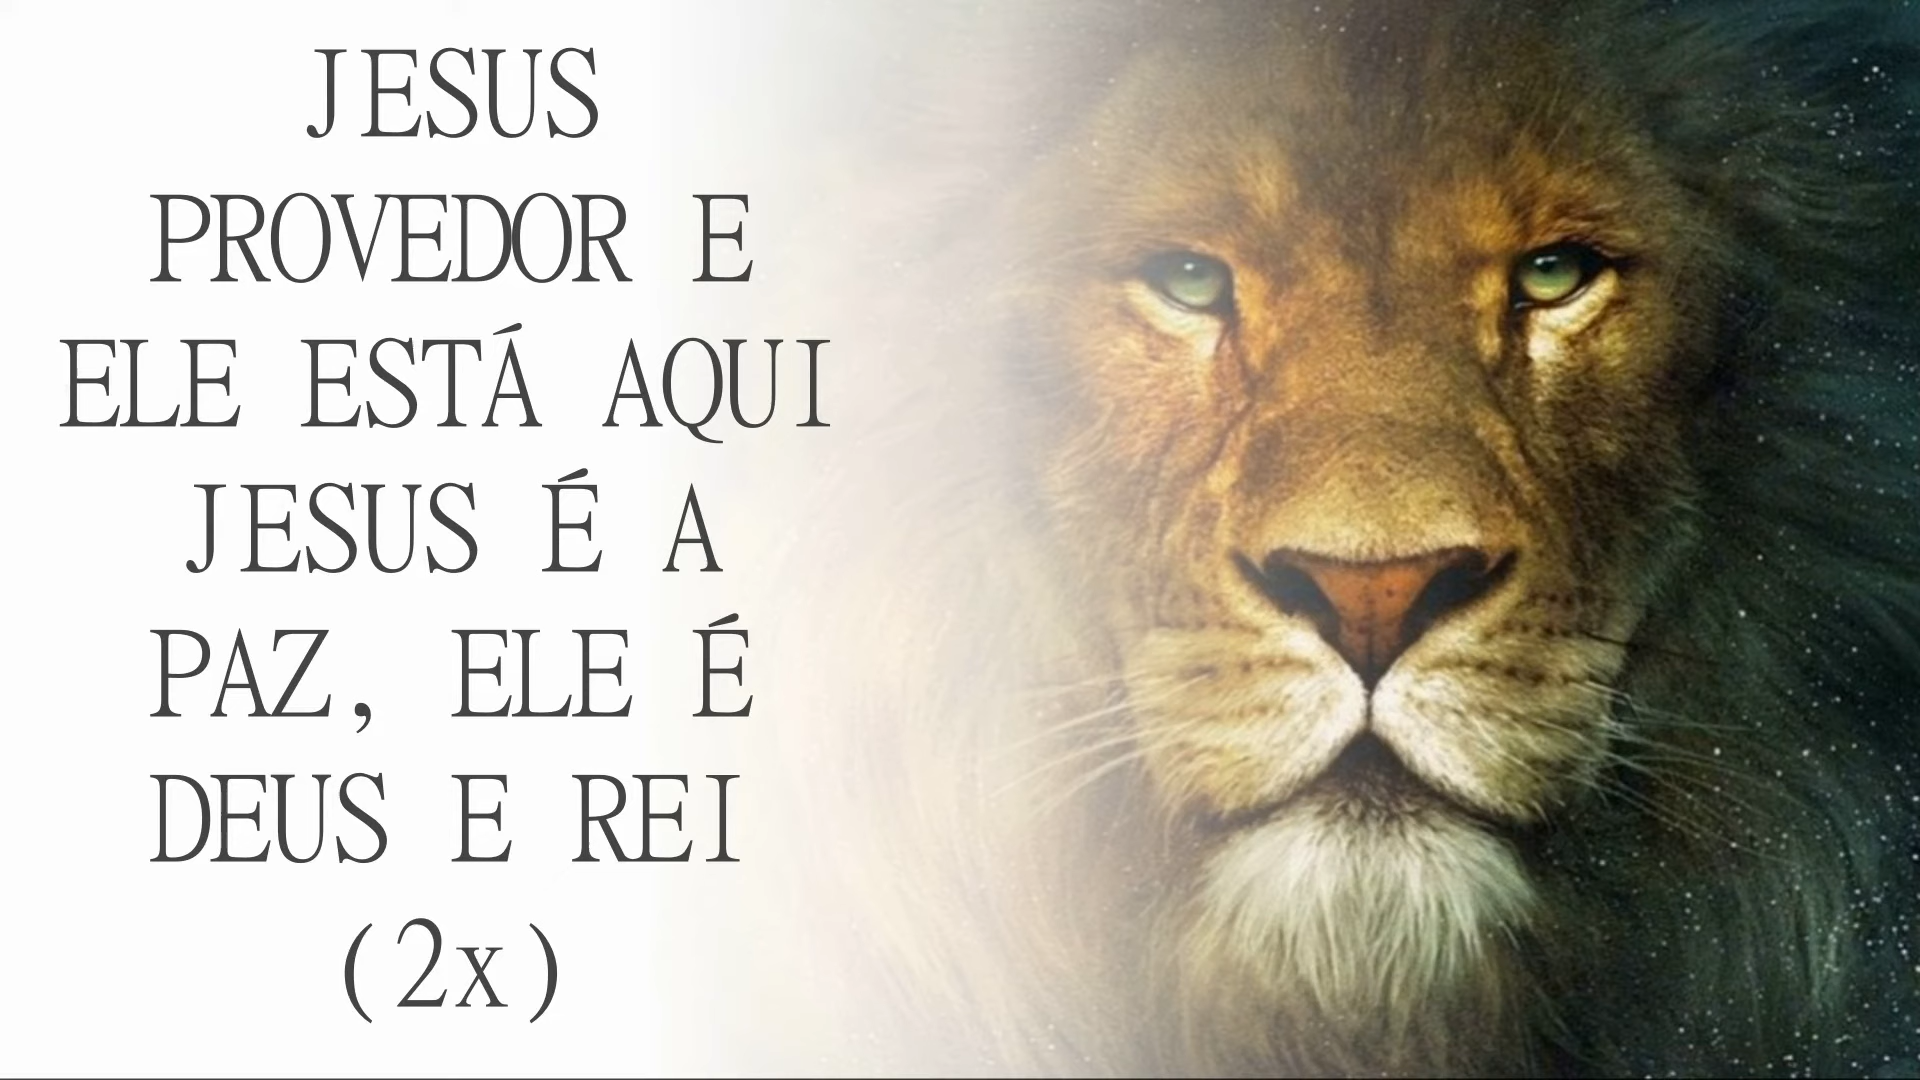 JESUS
PROVEDOR E
ELE ESTÁ AQUI
JESUS É A
PAZ, ELE É
DEUS E REI
(2x)